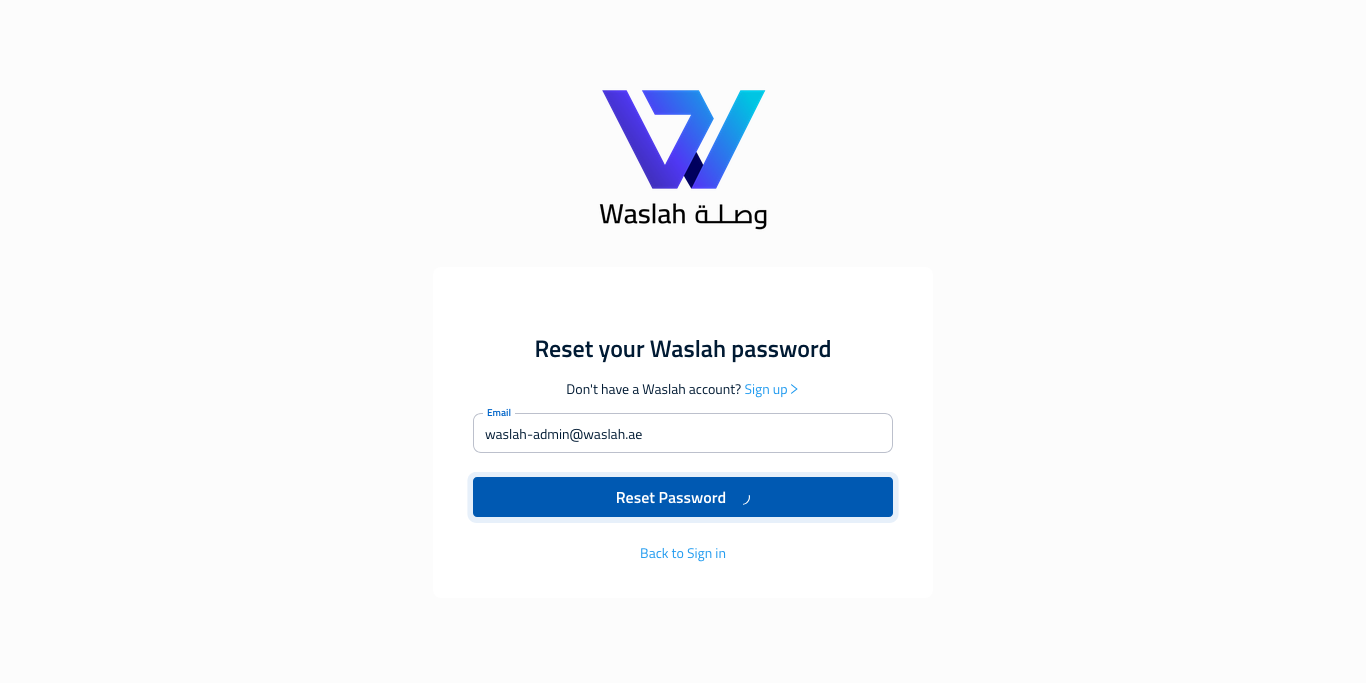 Waslah وصلة
Reset your Waslah password
Don't have a Waslah account? Sign up >
Email
waslah-admin@waslah.ae
Reset Password
Back to Sign in